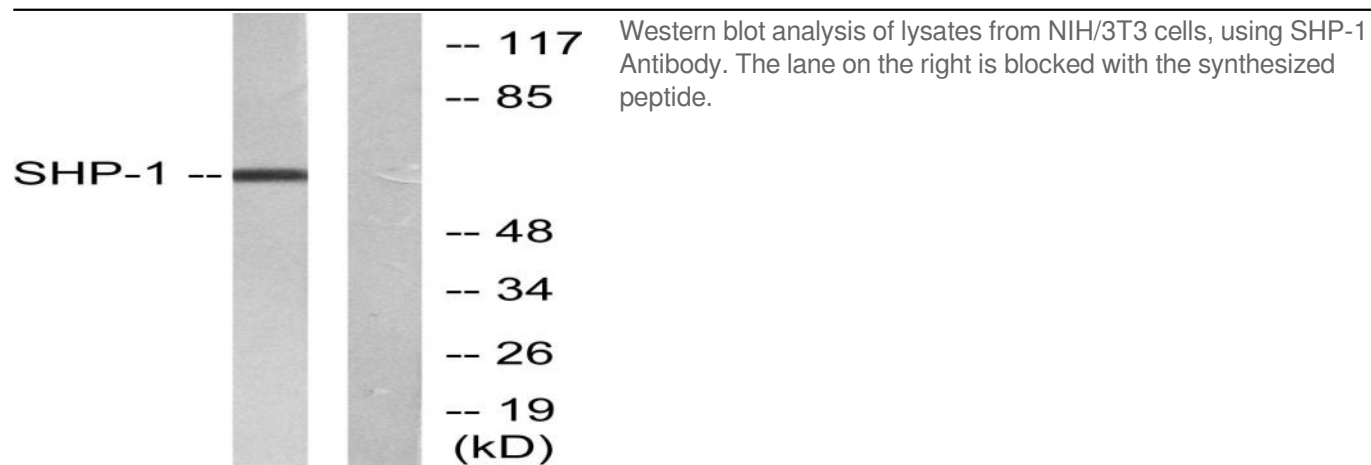 SHP-1 --
-- 117
-- 85
-- 48
-- 34
-- 26
-- 19
(kD)
Western blot analysis of lysates from NIH/3T3 cells, using SHP-1
Antibody. The lane on the right is blocked with the synthesized
peptide.